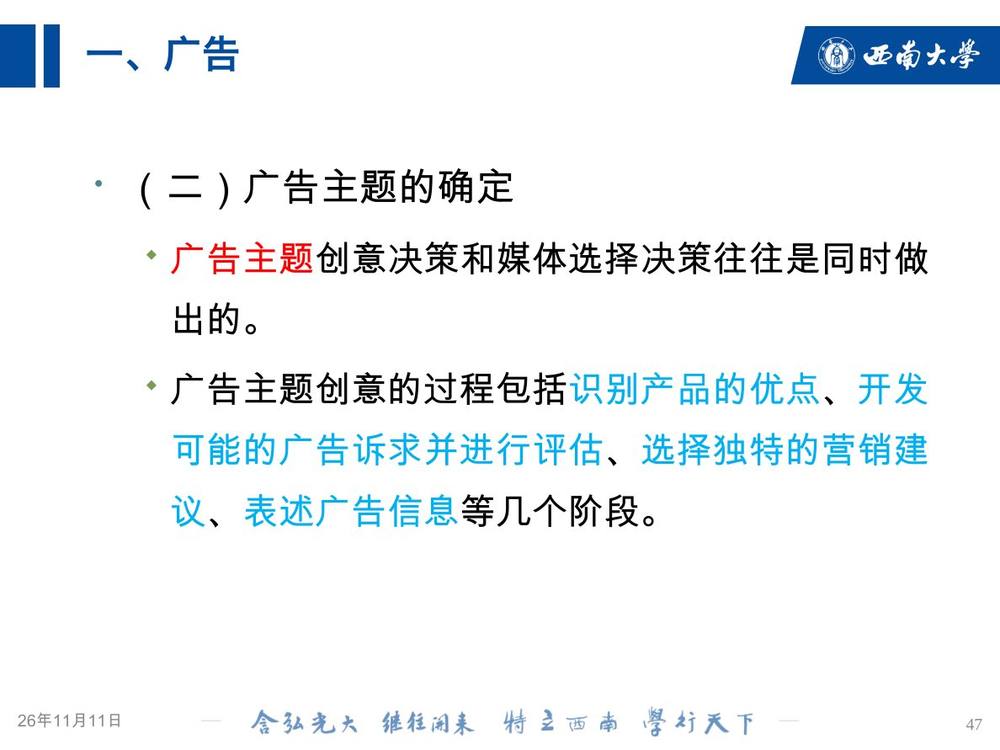 一、广告
西南大学
（二）广告主题的确定
广告主题创意决策和媒体选择决策往往是同时做
出的。
广告主题创意的过程包括识别产品的优点、开发
可能的广告诉求并进行评估、选择独特的营销建
议、表述广告信息等几个阶段。
26年11月11日
含弘光大 继往开来 特立西南 学行天下
47